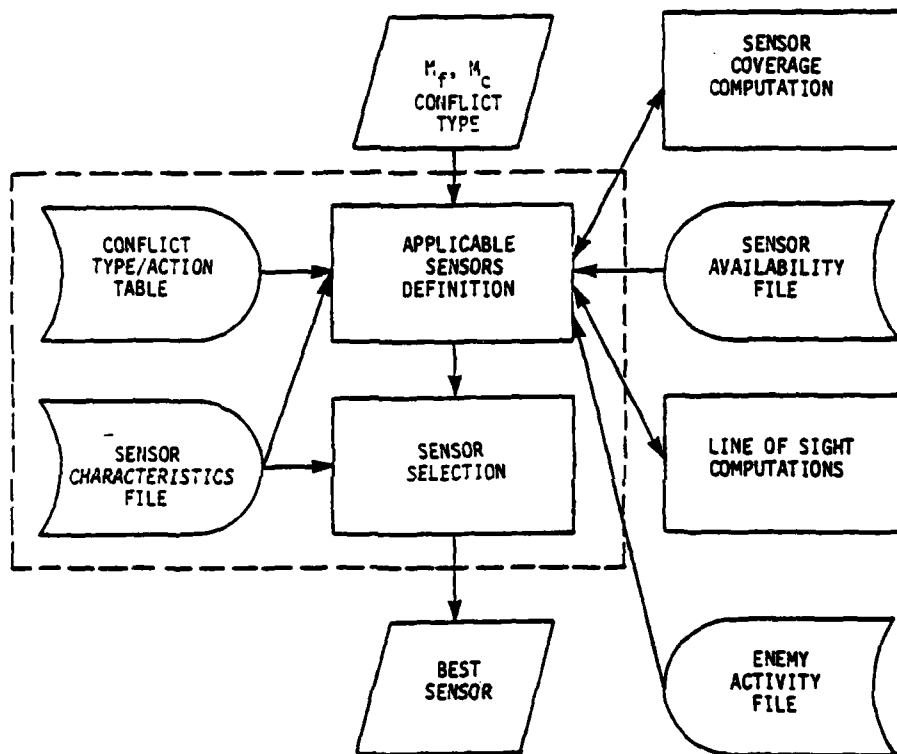 M_f, M_c
CONFLICT
TYPE
SENSOR
COVERAGE
COMPUTATION
CONFLICT
TYPE/ACTION
TABLE
APPLICABLE
SENSORS
DEFINITION
SENSOR
AVAILABILITY
FILE
SENSOR
CHARACTERISTICS
FILE
SENSOR
SELECTION
LINE OF SIGHT
COMPUTATIONS
BEST
SENSOR
ENEMY
ACTIVITY
FILE